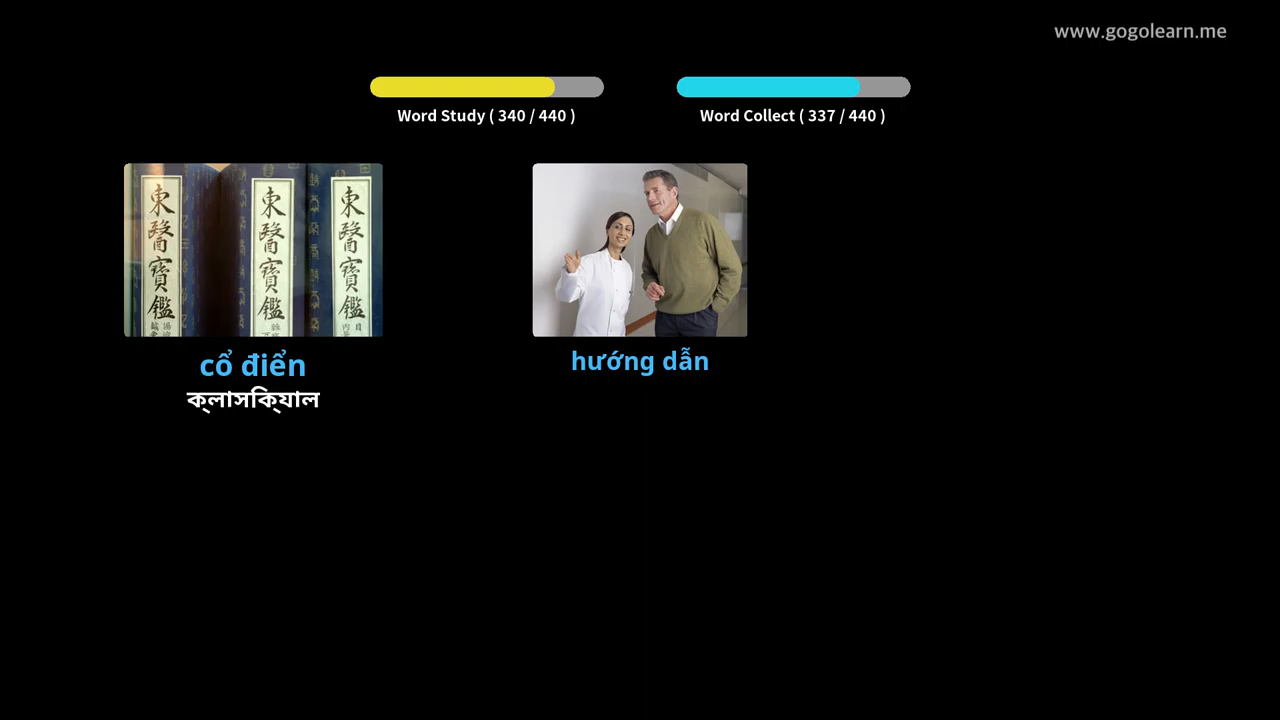 www.gogolearn.me
Word Study ( 340 / 440 )
Word Collect ( 337 / 440 )
東醫寶鑑
東醫寶鑑
東醫寶鑑
cổ điển
ক্লাসিক্যাল
hướng dẫn